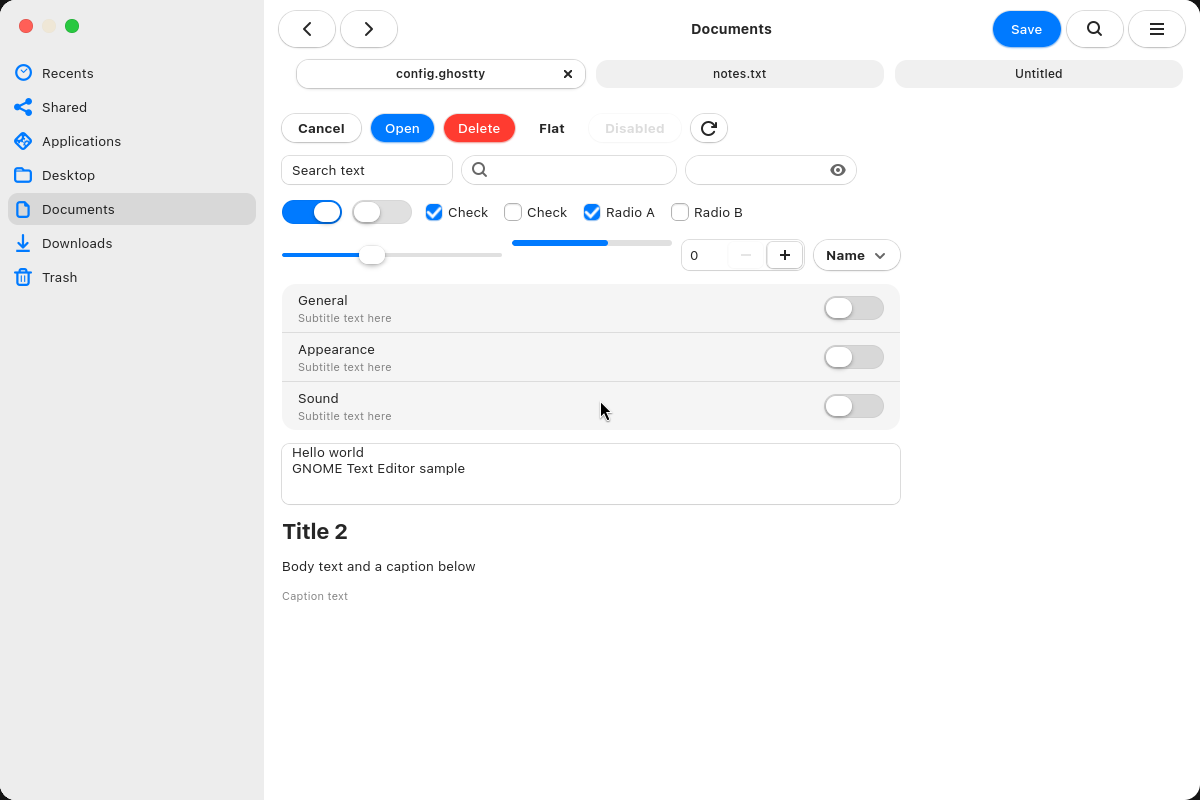 Documents
Save
Recents
Shared
Applications
Desktop
Documents
Downloads
Trash
config.ghostty
notes.txt
Untitled
Cancel
Open
Delete
Flat
Disabled
Search text
Check
Check
Radio A
Radio B
0
Name
General
Subtitle text here
Appearance
Subtitle text here
Sound
Subtitle text here
Hello world
GNOME Text Editor sample
Title 2
Body text and a caption below
Caption text